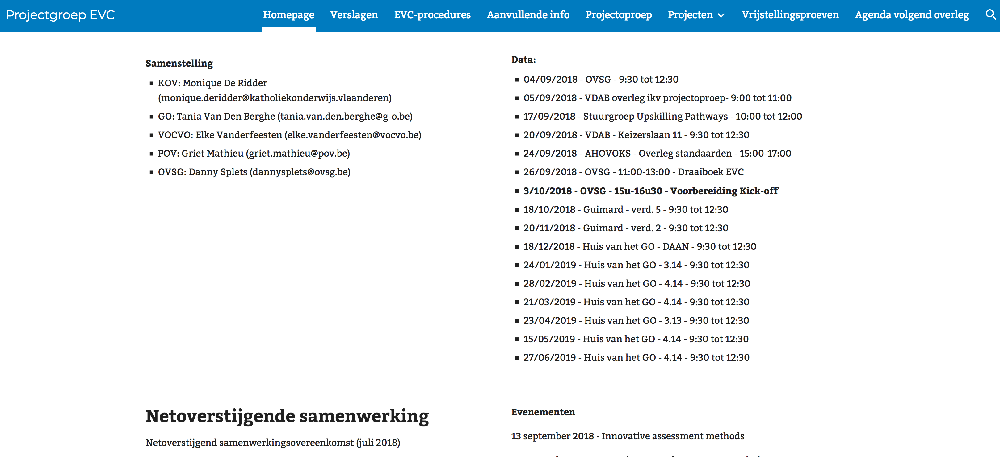 Projectgroep EVC
Homepage
Verslagen
EVC-procedures
Aanvullende info
Projectoproep
Projecten
Vrijstellingsproeven
Agenda volgend overleg
Samenstelling
KOV: Monique De Ridder
(monique.deridder@katholiekonderwijs.vlaanderen)
GO: Tania Van Den Berghe (tania.van.den.berghe@g-o.be)
VOCVO: Elke Vanderfeesten (elke.vanderfeesten@vocvo.be)
POV: Griet Mathieu (griet.mathieu@pov.be)
OVSG: Danny Splets (dannysplets@ovsg.be)
Data:
04/09/2018 - OVSG - 9:30 tot 12:30
05/09/2018 - VDAB overleg ikv projectoproep- 9:00 tot 11:00
17/09/2018 - Stuurgroep Upskilling Pathways - 10:00 tot 12:00
20/09/2018 - VDAB - Keizerslaan 11 - 9:30 tot 12:30
24/09/2018 - AHOVOKS - Overleg standaarden - 15:00-17:00
26/09/2018 - OVSG - 11:00-13:00 - Draaiboek EVC
3/10/2018 - OVSG - 15u-16u30 - Voorbereiding Kick-off
18/10/2018 - Guimard - verd. 5 - 9:30 tot 12:30
20/11/2018 - Guimard - verd. 2 - 9:30 tot 12:30
18/12/2018 - Huis van het GO - DAAN - 9:30 tot 12:30
24/01/2019 - Huis van het GO - 3.14 - 9:30 tot 12:30
28/02/2019 - Huis van het GO - 4.14 - 9:30 tot 12:30
21/03/2019 - Huis van het GO - 4.14 - 9:30 tot 12:30
23/04/2019 - Huis van het GO - 3.13 - 9:30 tot 12:30
15/05/2019 - Huis van het GO - 4.14 - 9:30 tot 12:30
27/06/2019 - Huis van het GO - 4.14 - 9:30 tot 12:30
Netoverstijgende samenwerking
Netoverstijgend samenwerkingsovereenkomst (juli 2018)
Evenementen
13 september 2018 - Innovative assessment methods